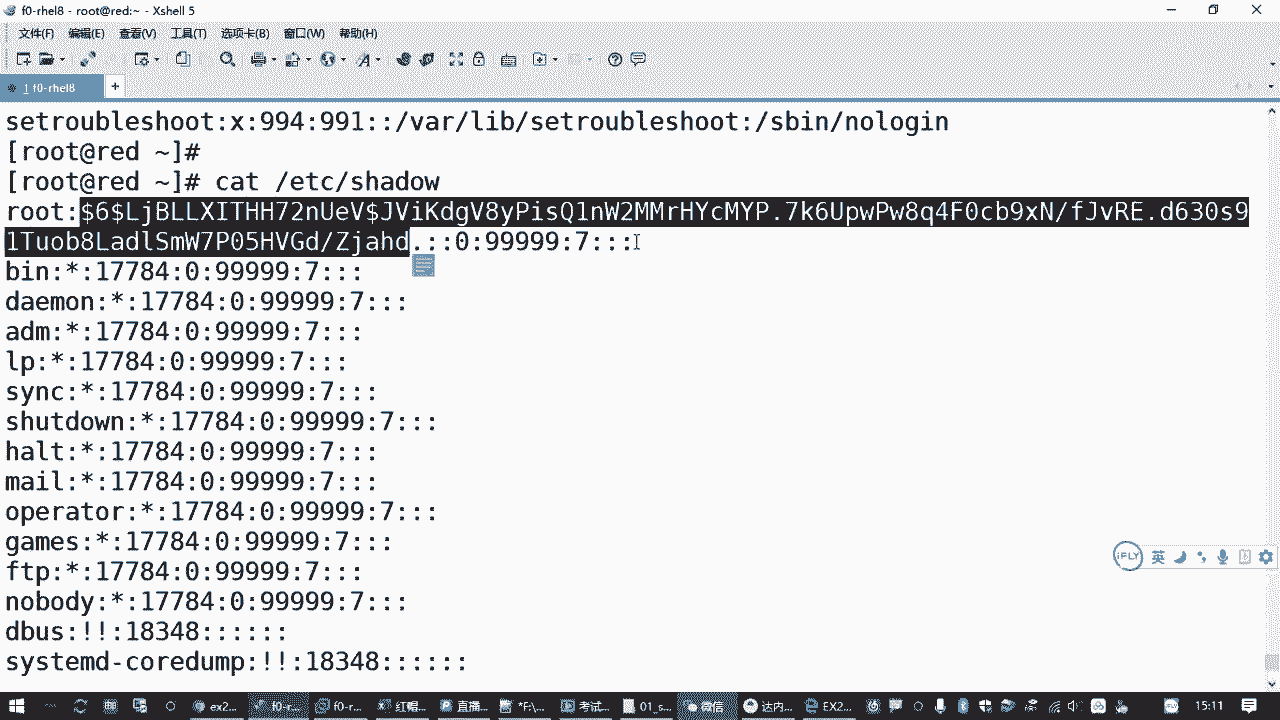 f0-rhel8 - root@red:~ - Xshell 5
文件(F) 编辑(E) 查看(V) 工具(T) 选项卡(B) 窗口(W) 帮助(H)
1 f0-rhel8 +
setroubleshoot:x:994:991::/var/lib/setroubleshoot:/sbin/nologin
[root@red ~]#
[root@red ~]# cat /etc/shadow
root:$6$LjBLLXITHH72nUeV$JViKdgV8yPisQ1nW2MMrHYcMYP.7k6UpwPw8q4F0cb9xN/fJvRE.d630s9
1Tuob8LadlSmW7P05HVGd/Zjahd.::0:99999:7:::
bin:*:17784:0:99999:7:::
daemon:*:17784:0:99999:7:::
adm:*:17784:0:99999:7:::
lp:*:17784:0:99999:7:::
sync:*:17784:0:99999:7:::
shutdown:*:17784:0:99999:7:::
halt:*:17784:0:99999:7:::
mail:*:17784:0:99999:7:::
operator:*:17784:0:99999:7:::
games:*:17784:0:99999:7:::
ftp:*:17784:0:99999:7:::
nobody:*:17784:0:99999:7:::
dbus:!!:18348::::::
systemd-coredump:!!:18348::::::
iFLY 英
ex2... f0-r... f0-r... 红帽... 直播... *F:\... 考试... 01_s... 微信 达内... EX2... 15:11